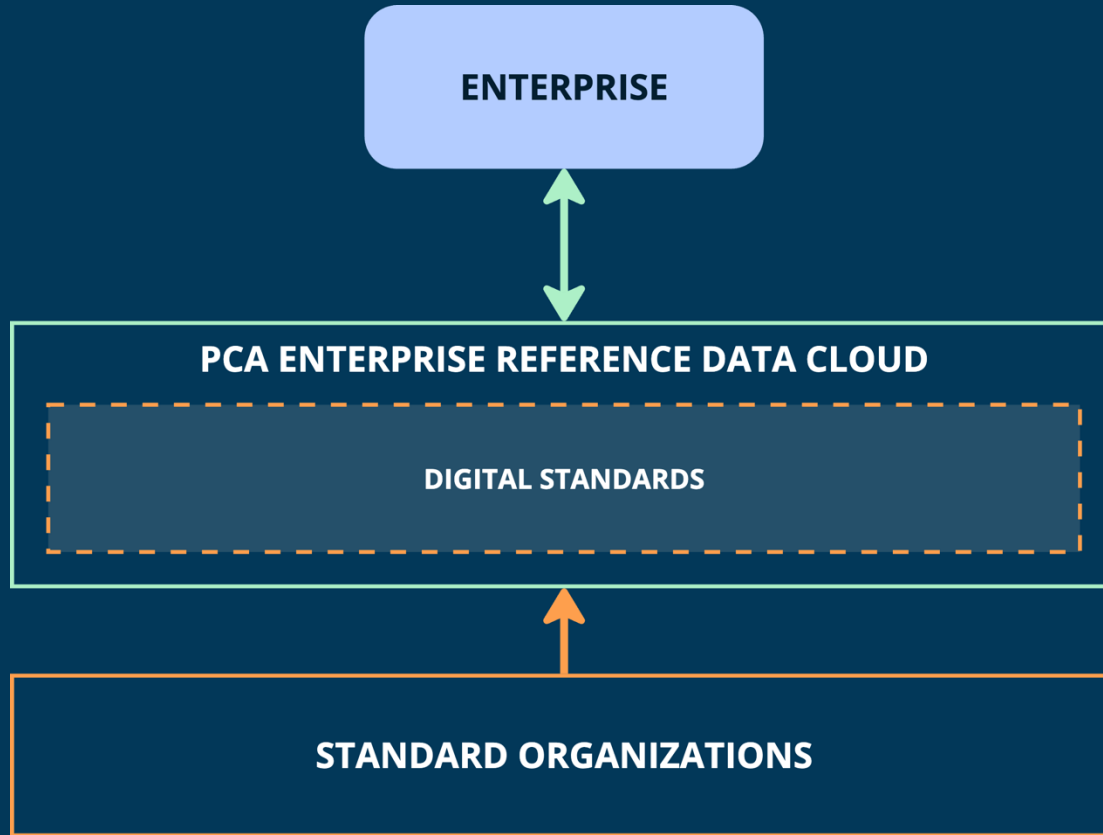 ENTERPRISE
PCA ENTERPRISE REFERENCE DATA CLOUD
DIGITAL STANDARDS
STANDARD ORGANIZATIONS